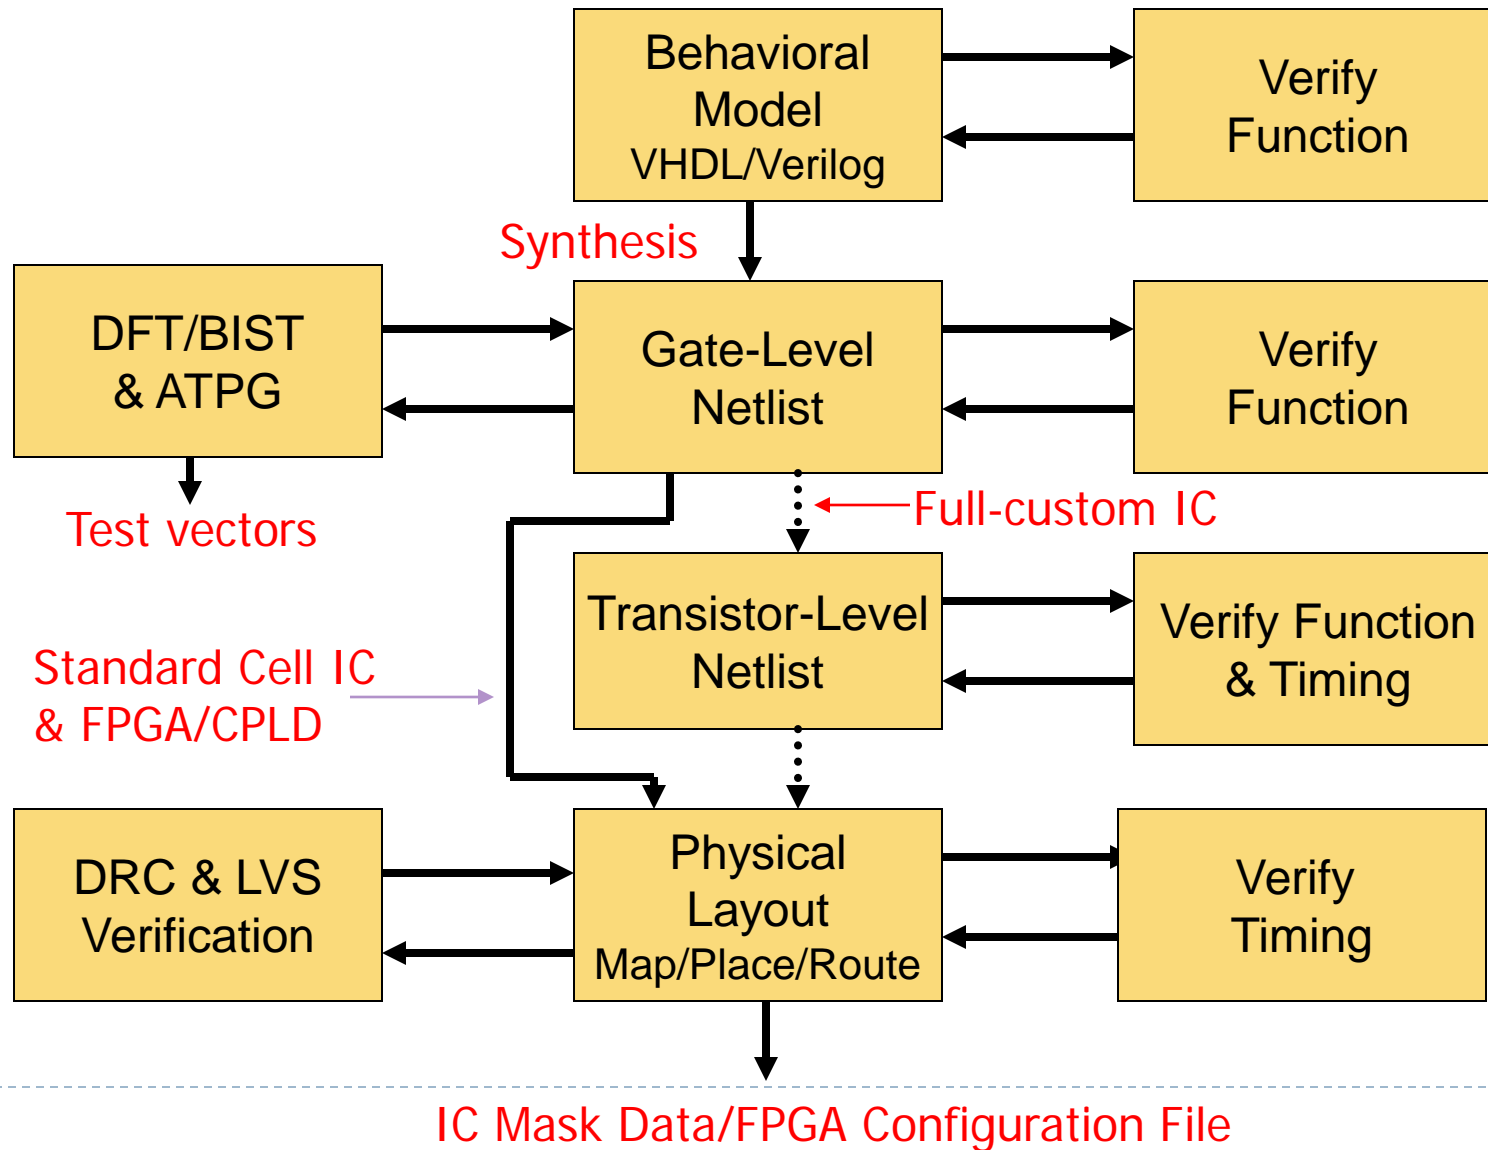 Behavioral
Model
VHDL/Verilog
Verify
Function
Synthesis
DFT/BIST
& ATPG
Gate-Level
Netlist
Verify
Function
Test vectors
Full-custom IC
Transistor-Level
Netlist
Verify Function
& Timing
Standard Cell IC
& FPGA/CPLD
DRC & LVS
Verification
Physical
Layout
Map/Place/Route
Verify
Timing
IC Mask Data/FPGA Configuration File